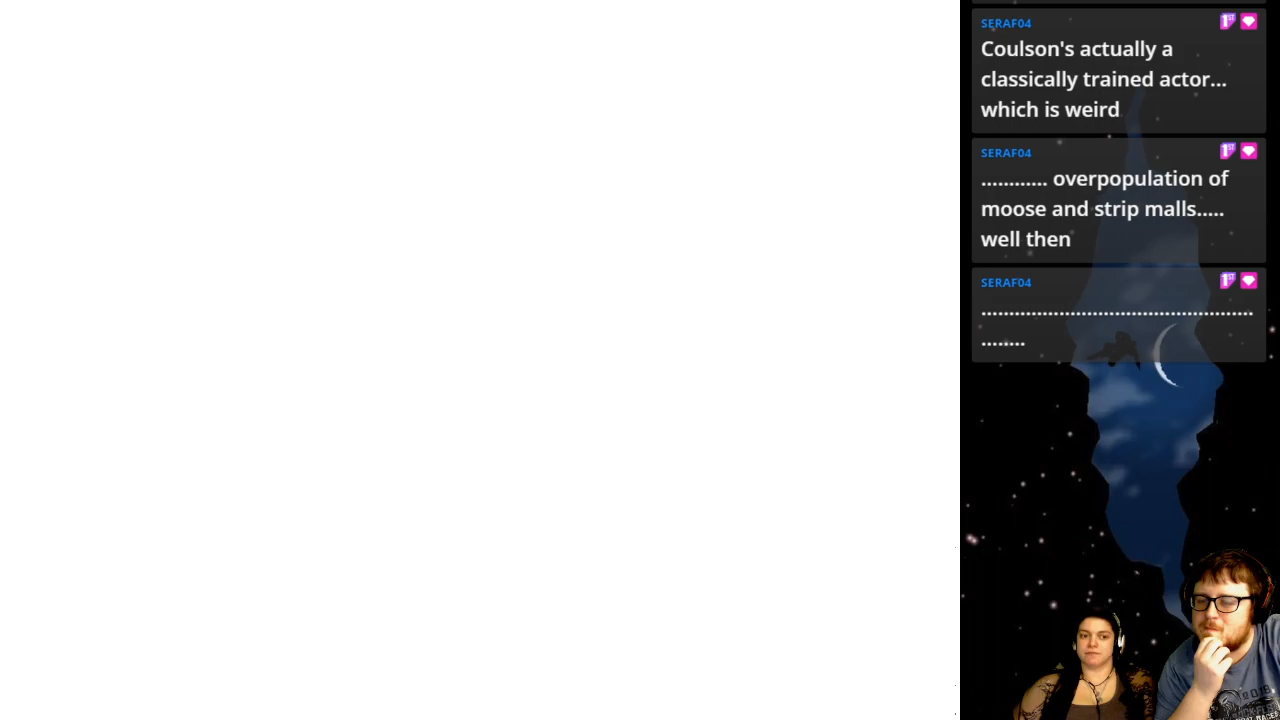 SERAF04
Coulson's actually a
classically trained actor...
which is weird
SERAF04
............ overpopulation of
moose and strip malls.....
well then
SERAF04
.................................................
........
2019